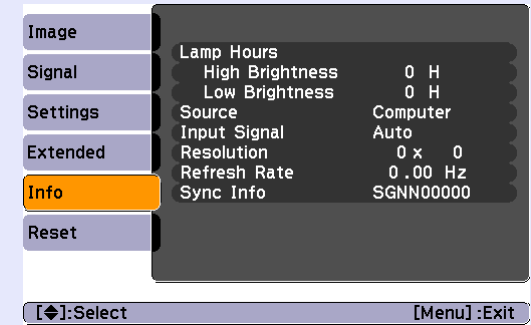 Image
Signal
Settings
Extended
Info
Reset
Lamp Hours
High Brightness 0 H
Low Brightness 0 H
Source Computer
Input Signal Auto
Resolution 0 x 0
Refresh Rate 0.00 Hz
Sync Info SGNN00000
[◆]:Select [Menu]:Exit